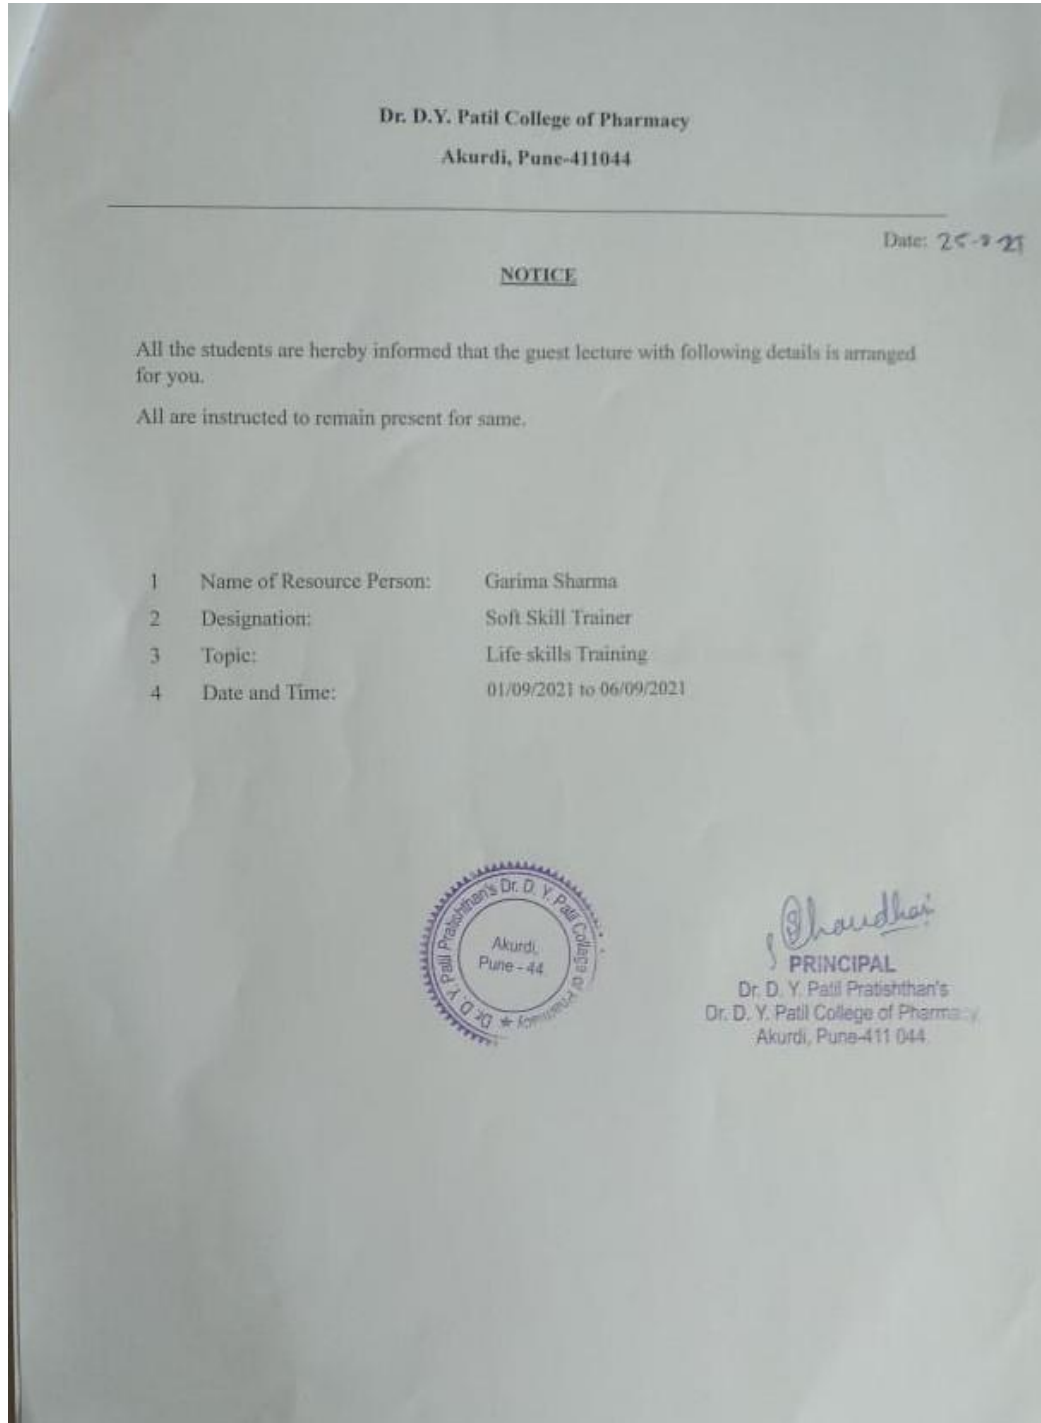 Dr. D.Y. Patil College of Pharmacy
Akurdi, Pune-411044
Date: 25-8-21
NOTICE
All the students are hereby informed that the guest lecture with following details is arranged
for you.
All are instructed to remain present for same.
1 Name of Resource Person: Garima Sharma
2 Designation: Soft Skill Trainer
3 Topic: Life skills Training
4 Date and Time: 01/09/2021 to 06/09/2021
Dr. D. Y. Patil Pratishthan's Dr. D. Y. Patil College of Pharmacy
Akurdi,
Pune - 44
PRINCIPAL
Dr. D. Y. Patil Pratishthan's
Dr. D. Y. Patil College of Pharmacy
Akurdi, Pune-411 044.